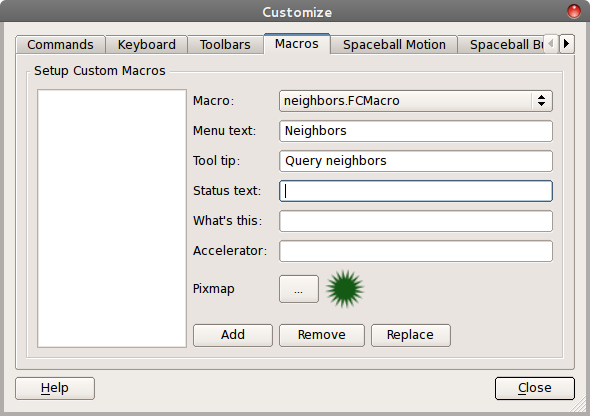 Customize
Commands Keyboard Toolbars Macros Spaceball Motion Spaceball Bu
Setup Custom Macros
Macro: neighbors.FCMacro
Menu text: Neighbors
Tool tip: Query neighbors
Status text:
What's this:
Accelerator:
Pixmap ...
Add Remove Replace
Help Close